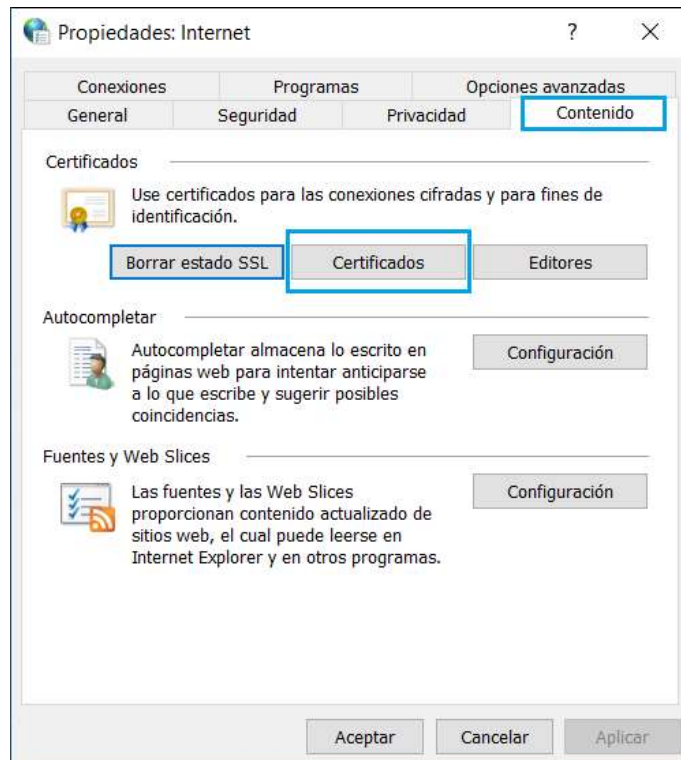 Propiedades: Internet
?
Conexiones Programas Opciones avanzadas
General Seguridad Privacidad Contenido
Certificados
Use certificados para las conexiones cifradas y para fines de
identificación.
Borrar estado SSL Certificados Editores
Autocompletar
Autocompletar almacena lo escrito en
páginas web para intentar anticiparse
a lo que escribe y sugerir posibles
coincidencias.
Configuración
Fuentes y Web Slices
Las fuentes y las Web Slices
proporcionan contenido actualizado de
sitios web, el cual puede leerse en
Internet Explorer y en otros programas.
Configuración
Aceptar Cancelar Aplicar